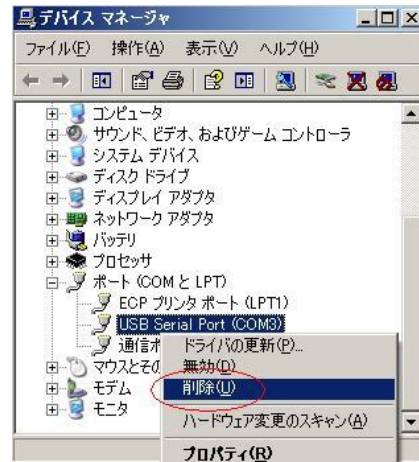 デバイス マネージャ
ファイル(F) 操作(A) 表示(V) ヘルプ(H)
コンピュータ
サウンド、ビデオ、およびゲーム コントローラ
システム デバイス
ディスク ドライブ
ディスプレイ アダプタ
ネットワーク アダプタ
バッテリ
プロセッサ
ポート (COM と LPT)
ECP プリンタ ポート (LPT1)
USB Serial Port (COM3)
通信ポ
ドライバの更新(P)...
無効(D)
マウスとその
削除(U)
モデム
モニタ
ハードウェア変更のスキャン(A)
プロパティ(R)